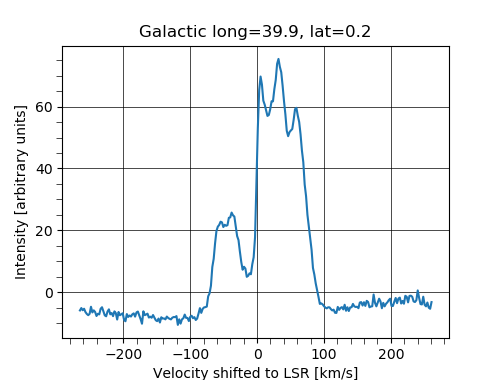 Galactic long=39.9, lat=0.2
Intensity [arbitrary units]
60
40
20
0
−200 −100 0 100 200
Velocity shifted to LSR [km/s]